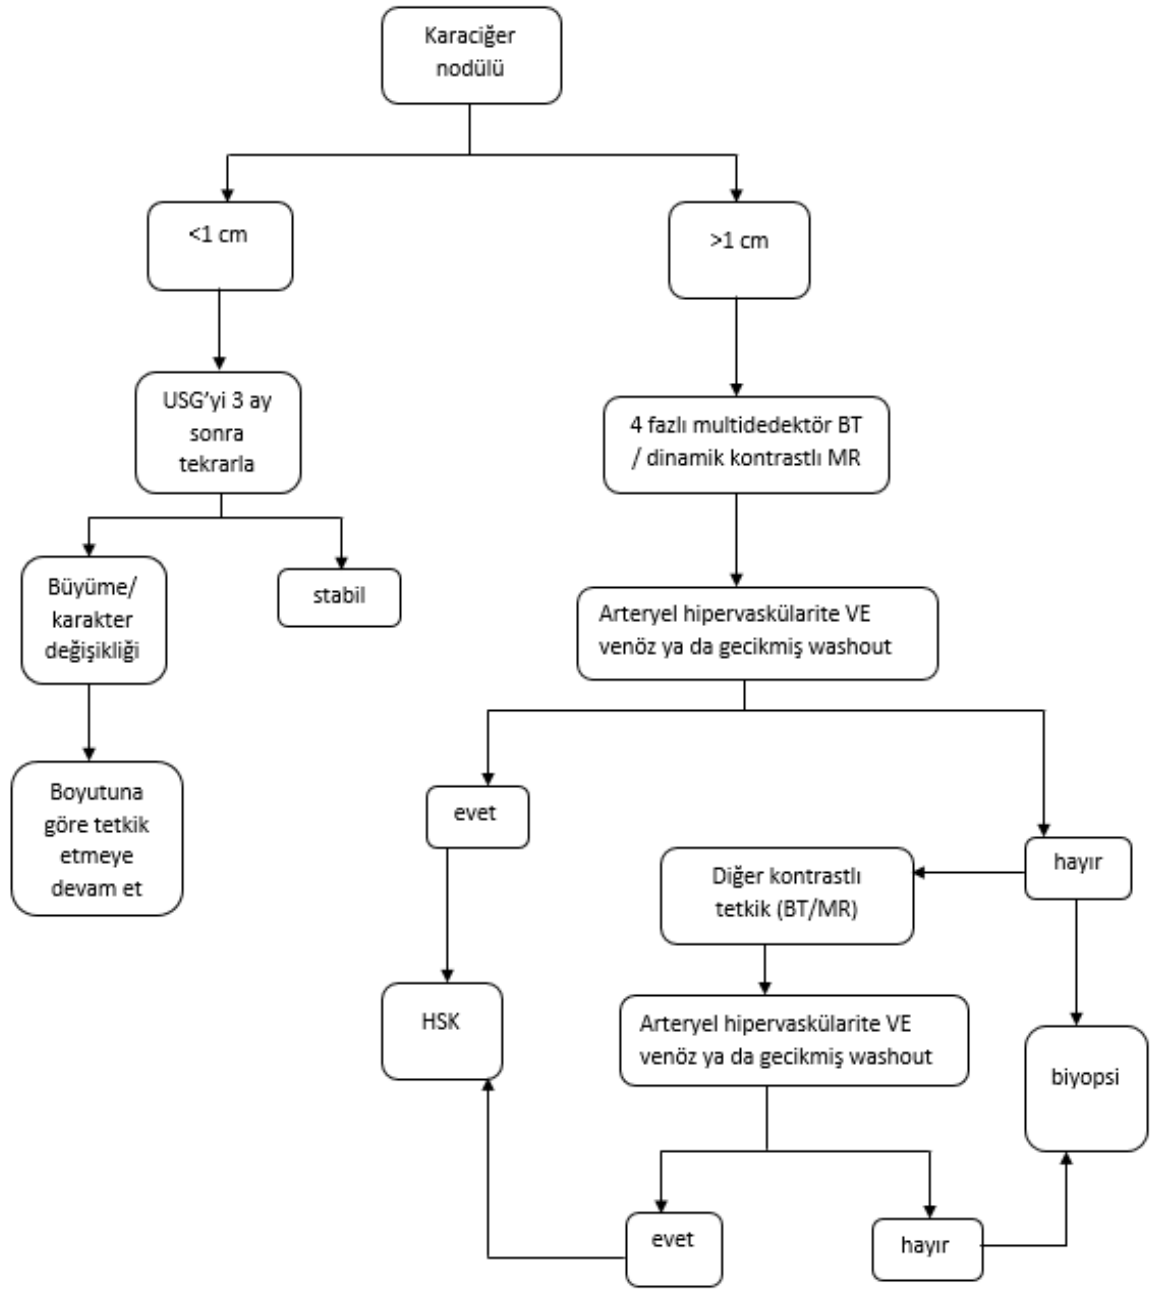 Karaciğer
nodülü
<1 cm
>1 cm
USG'yi 3 ay
sonra
tekrarla
4 fazlı multidedektör BT
/ dinamik kontrastlı MR
Büyüme/
karakter
değişikliği
stabil
Arteryel hipervaskülarite VE
venöz ya da gecikmiş washout
Boyutuna
göre tetkik
etmeye
devam et
evet
hayır
Diğer kontrastlı
tetkik (BT/MR)
HSK
Arteryel hipervaskülarite VE
venöz ya da gecikmiş washout
biyopsi
evet
hayır